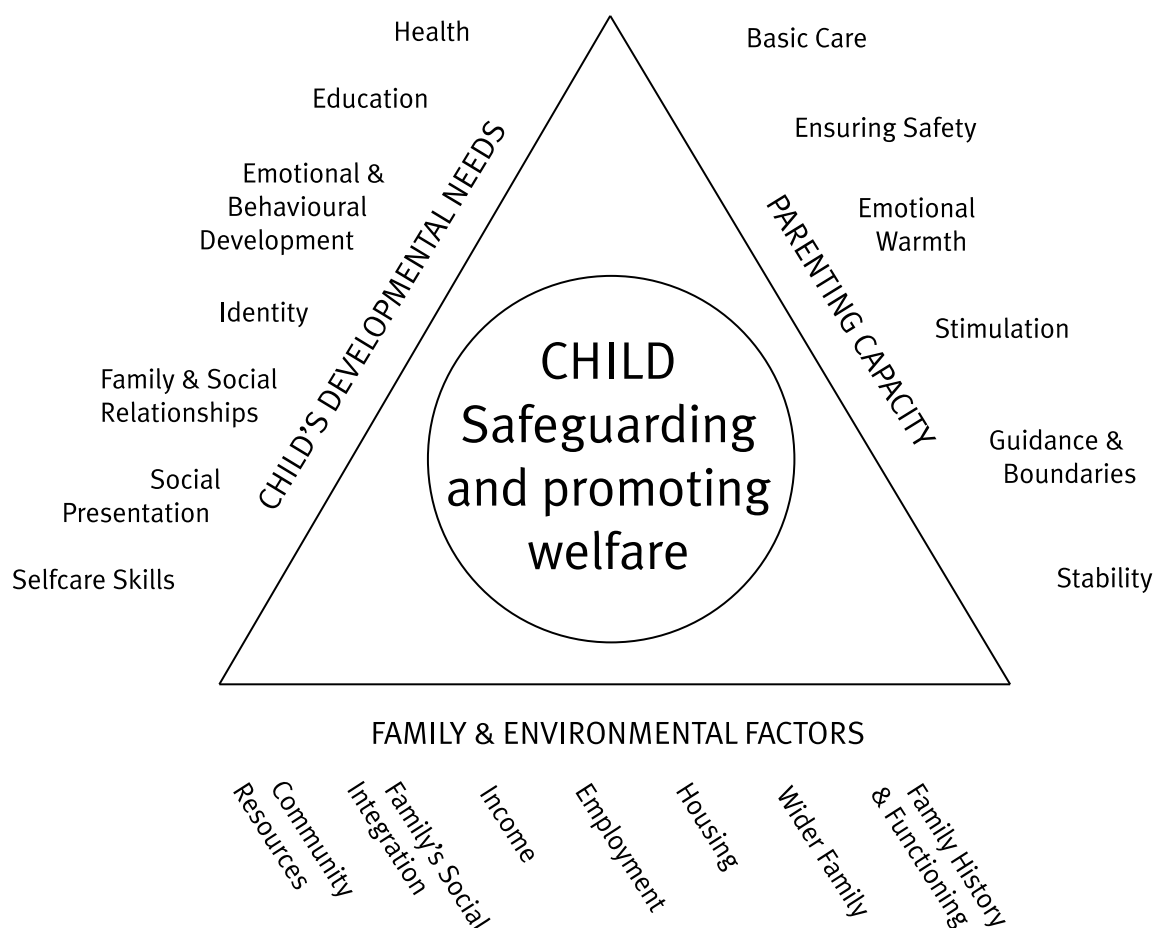 Health
Education
Emotional &
Behavioural
Development
Identity
Family & Social
Relationships
Social
Presentation
Selfcare Skills
CHILD'S DEVELOPMENTAL NEEDS
CHILD
Safeguarding
and promoting
welfare
PARENTING CAPACITY
Basic Care
Ensuring Safety
Emotional
Warmth
Stimulation
Guidance &
Boundaries
Stability
FAMILY & ENVIRONMENTAL FACTORS
Community
Resources
Family's Social
Integration
Income
Employment
Housing
Wider Family
Family History
& Functioning